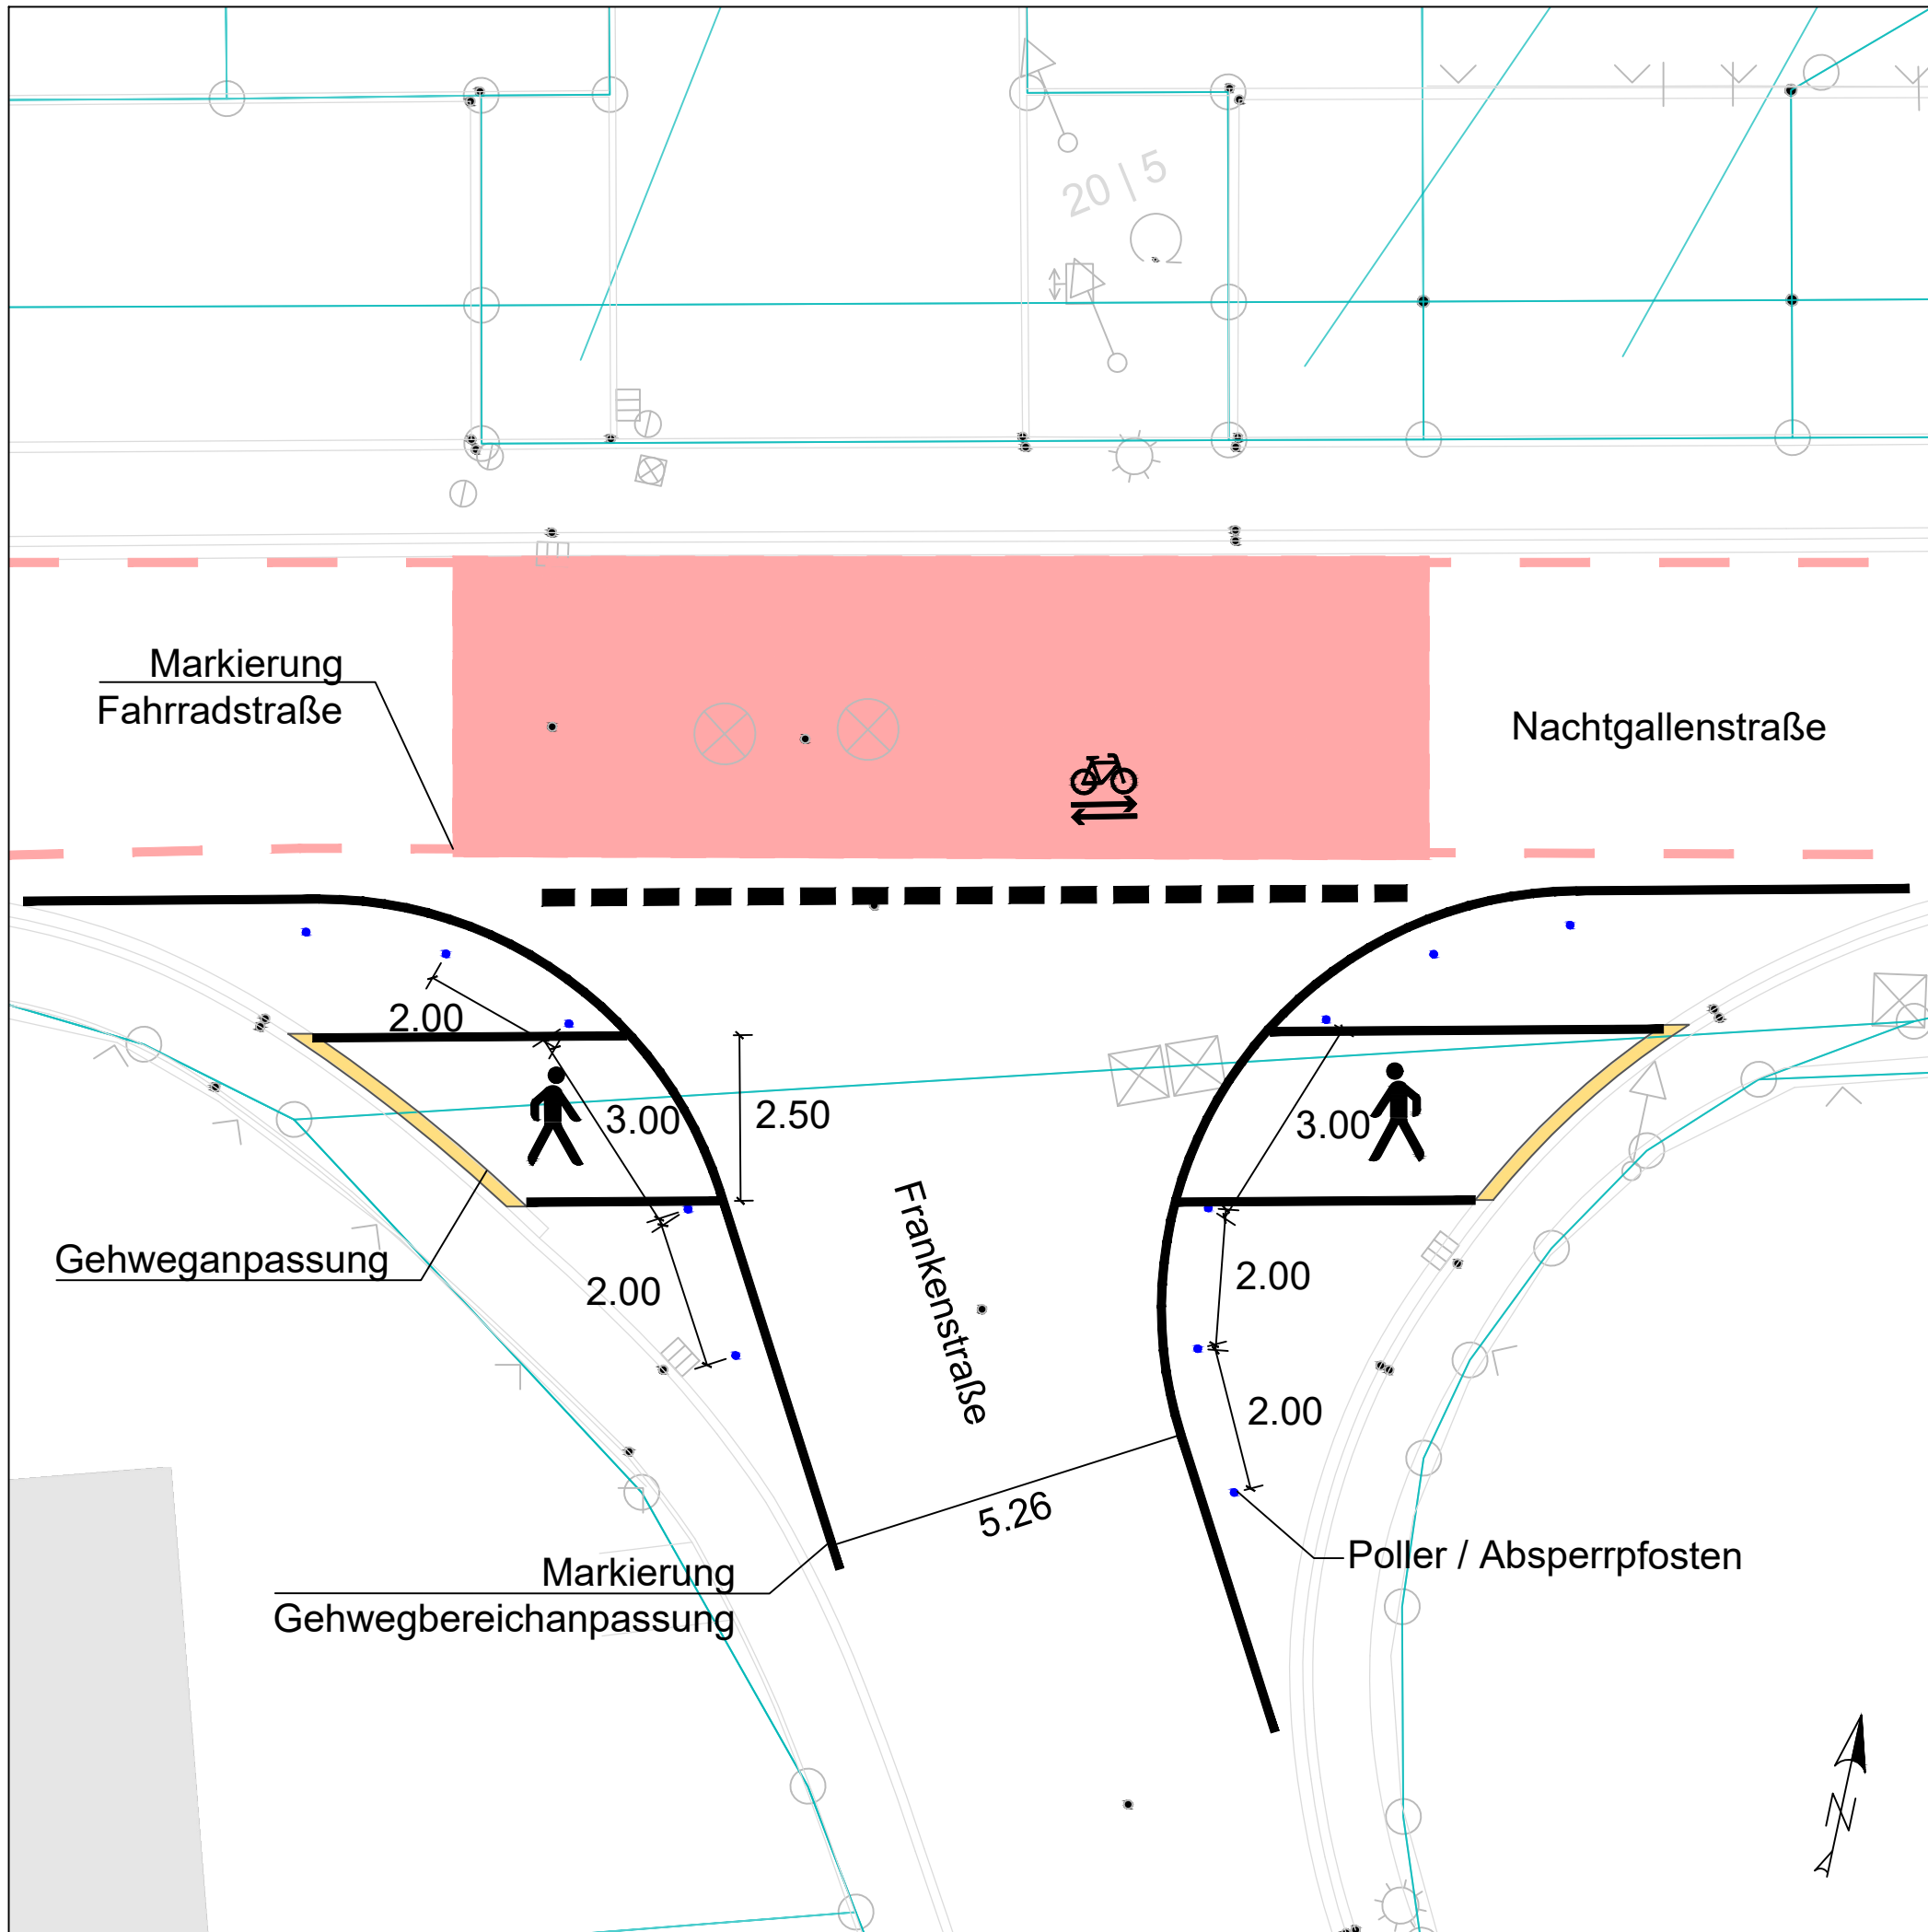 20 | 5
Markierung
Fahrradstraße
Nachtgallenstraße
2.00
3.00
2.50
3.00
Frankenstraße
Gehweganpassung
2.00
2.00
2.00
5.26
Poller / Absperrpfosten
Markierung
Gehwegbereichanpassung
N